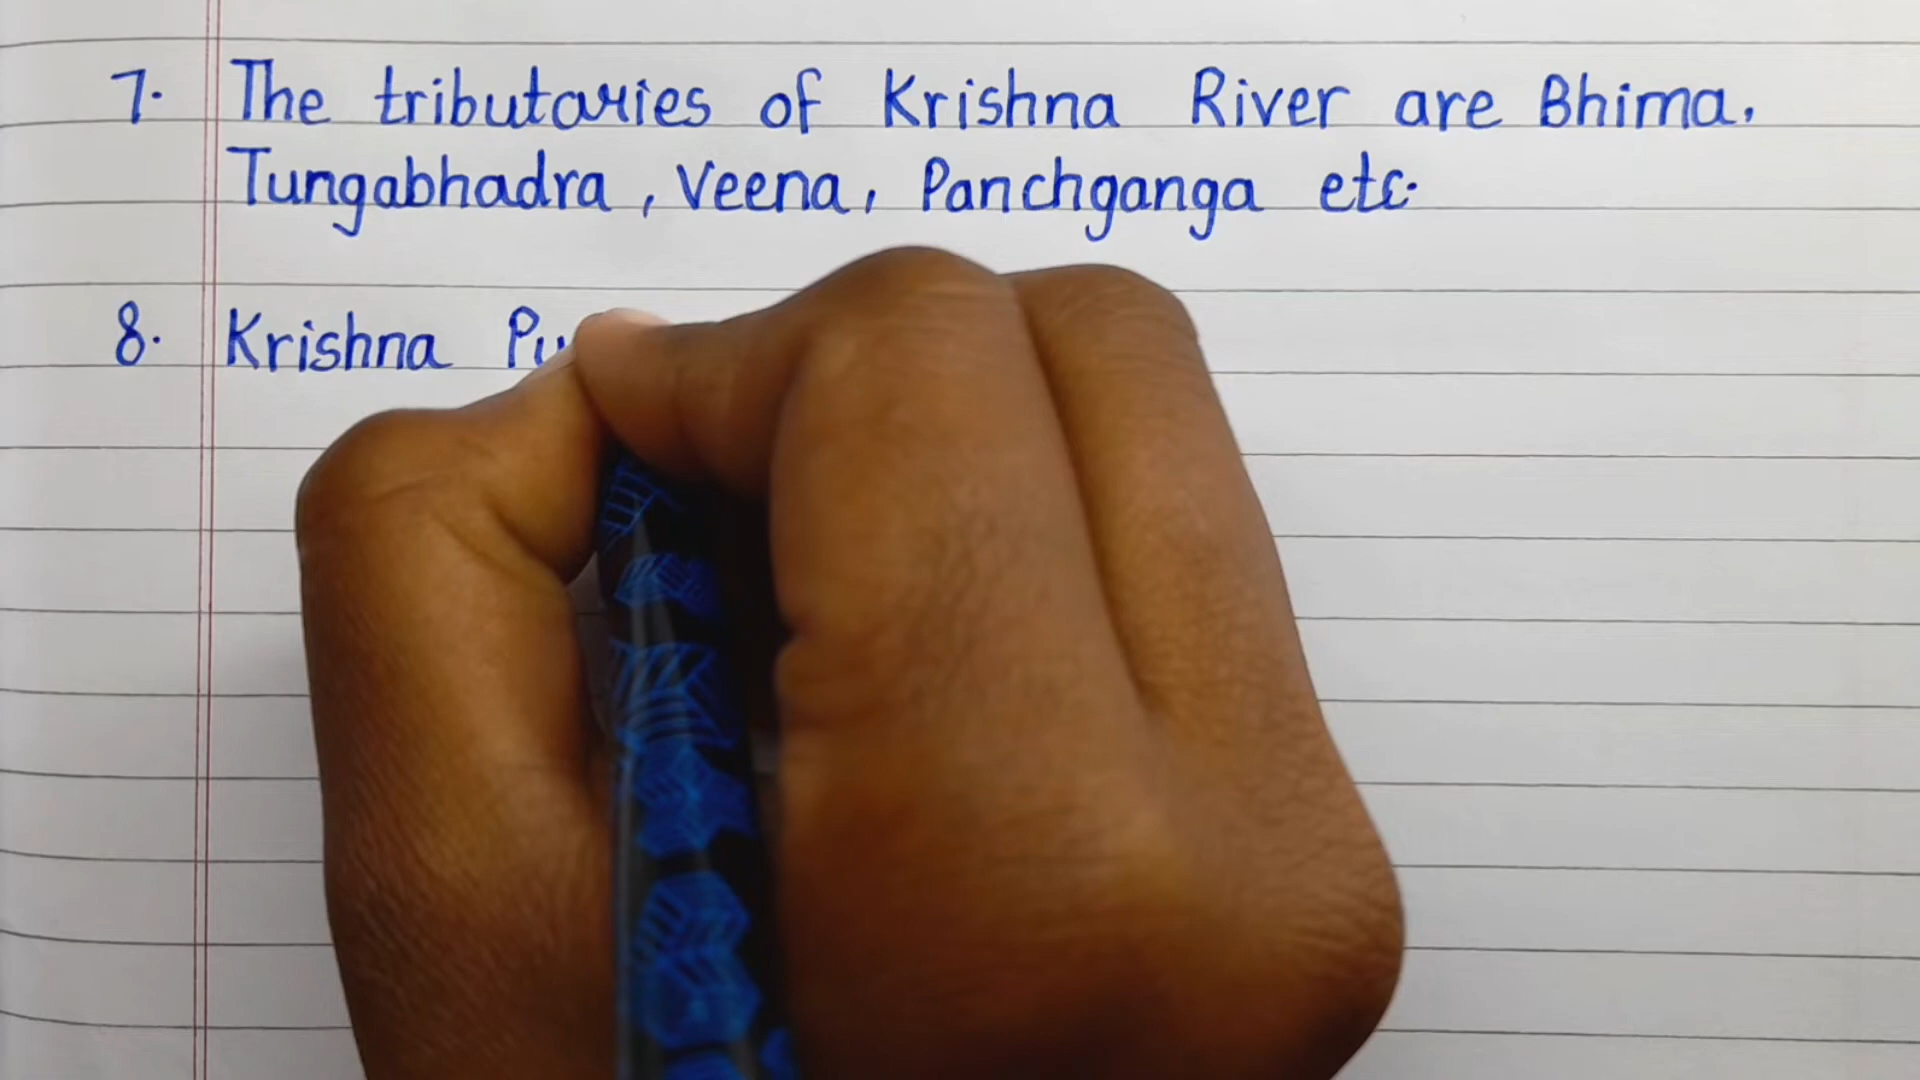 7. The tributaries of Krishna River are Bhima,
Tungabhadra, Veena, Panchganga etc.
8. Krishna